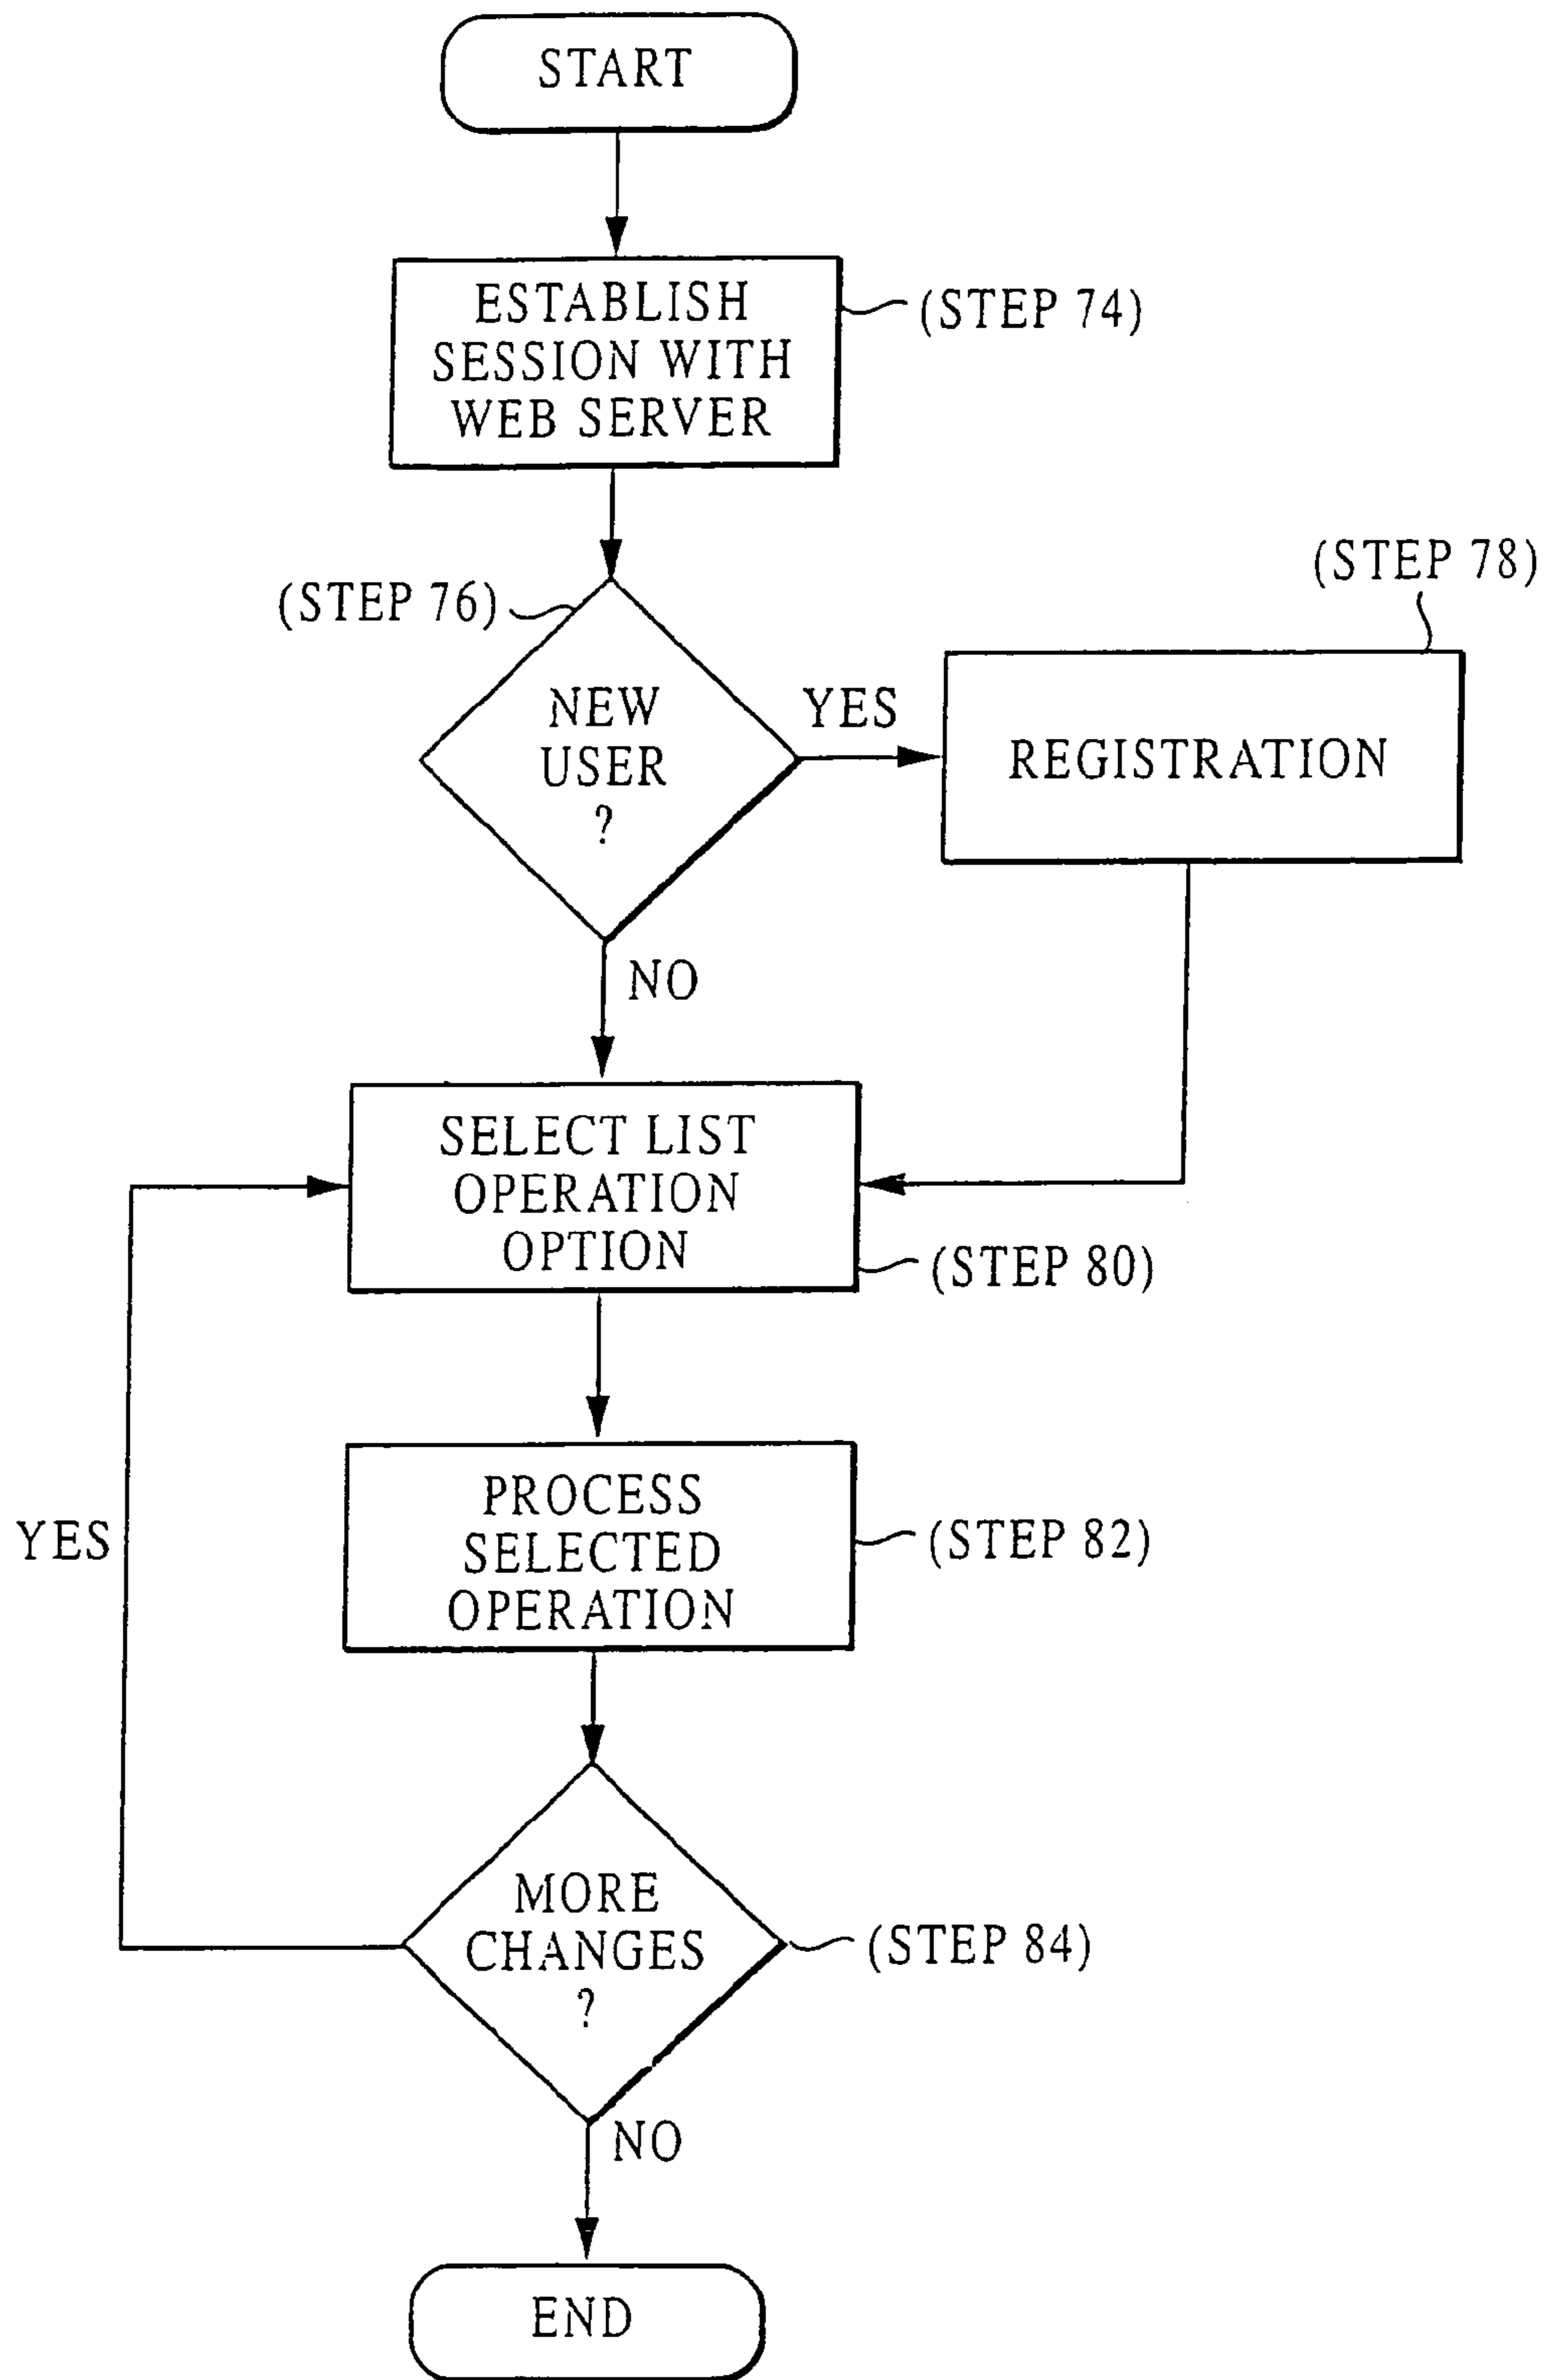 START
ESTABLISH
SESSION WITH
WEB SERVER
(STEP 74)
(STEP 76)
NEW
USER
?
YES
(STEP 78)
REGISTRATION
NO
SELECT LIST
OPERATION
OPTION
(STEP 80)
PROCESS
SELECTED
OPERATION
(STEP 82)
YES
MORE
CHANGES
?
(STEP 84)
NO
END